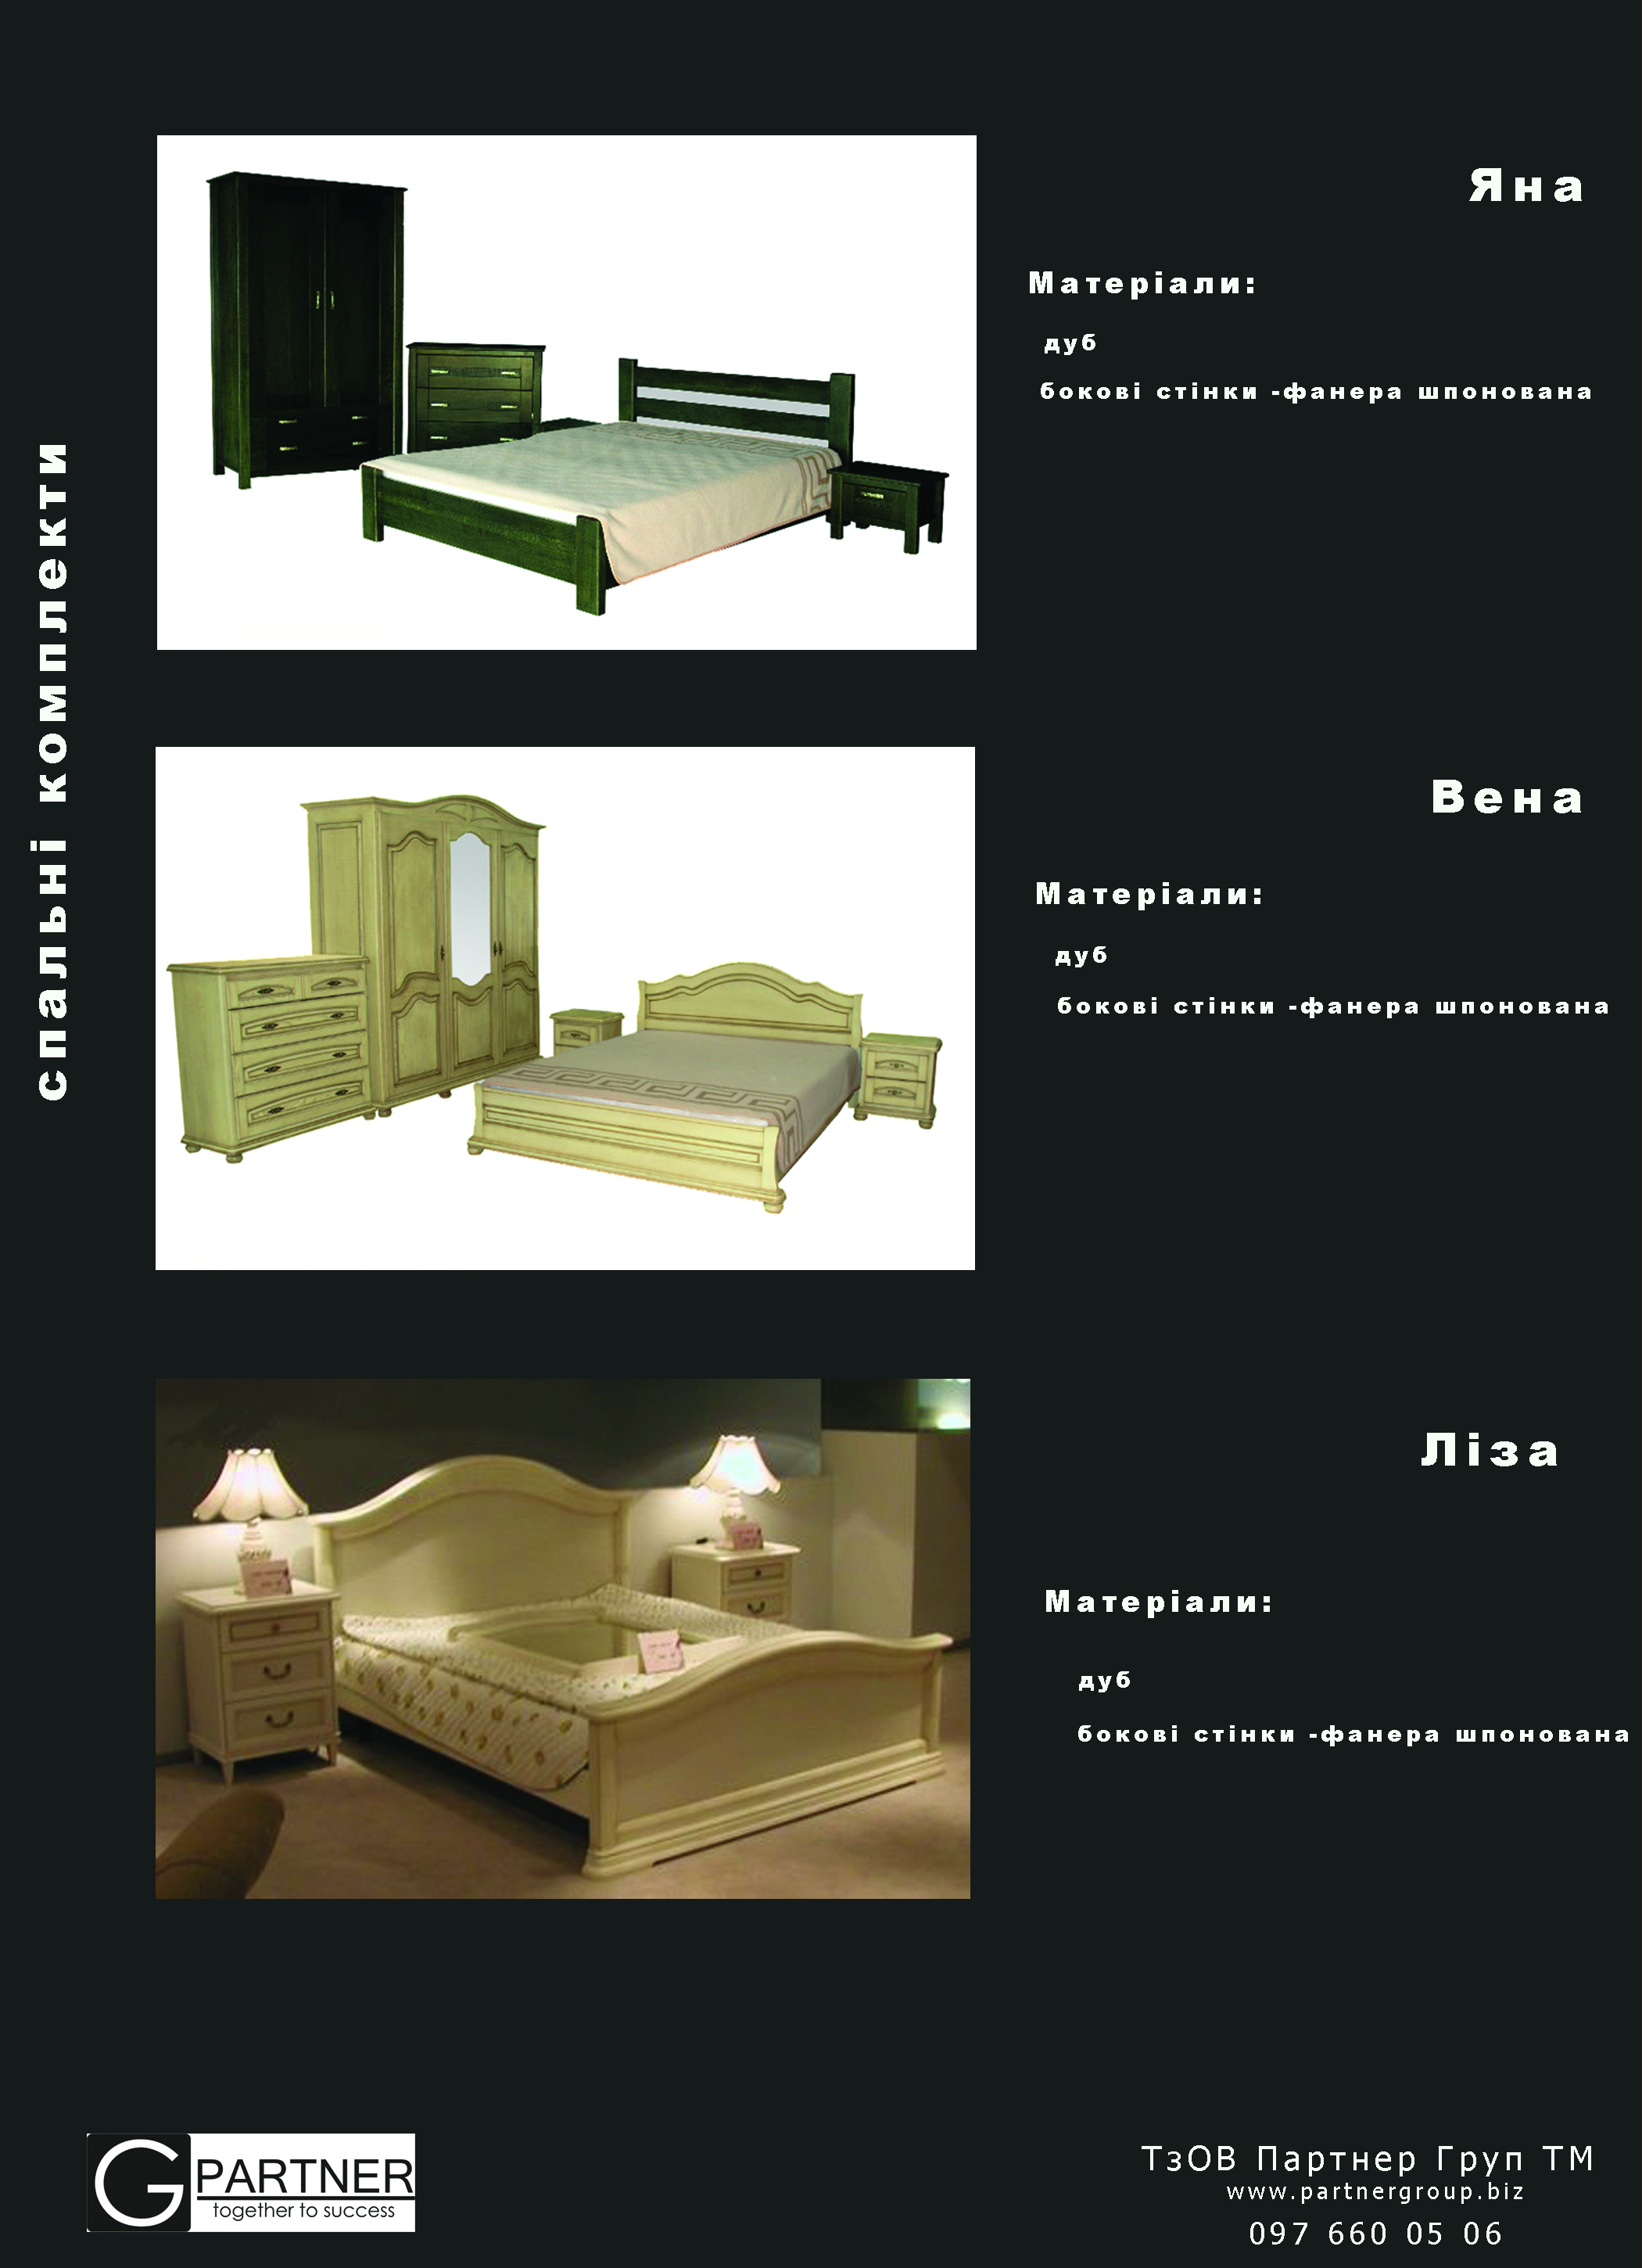 спальні комплекти
Яна
Матеріали:
дуб
бокові стінки -фанера шпонована
Вена
Матеріали:
дуб
бокові стінки -фанера шпонована
Ліза
Матеріали:
дуб
бокові стінки -фанера шпонована
G PARTNER
together to success
ТзОВ Партнер Груп ТМ
www.partnergroup.biz
097 660 05 06